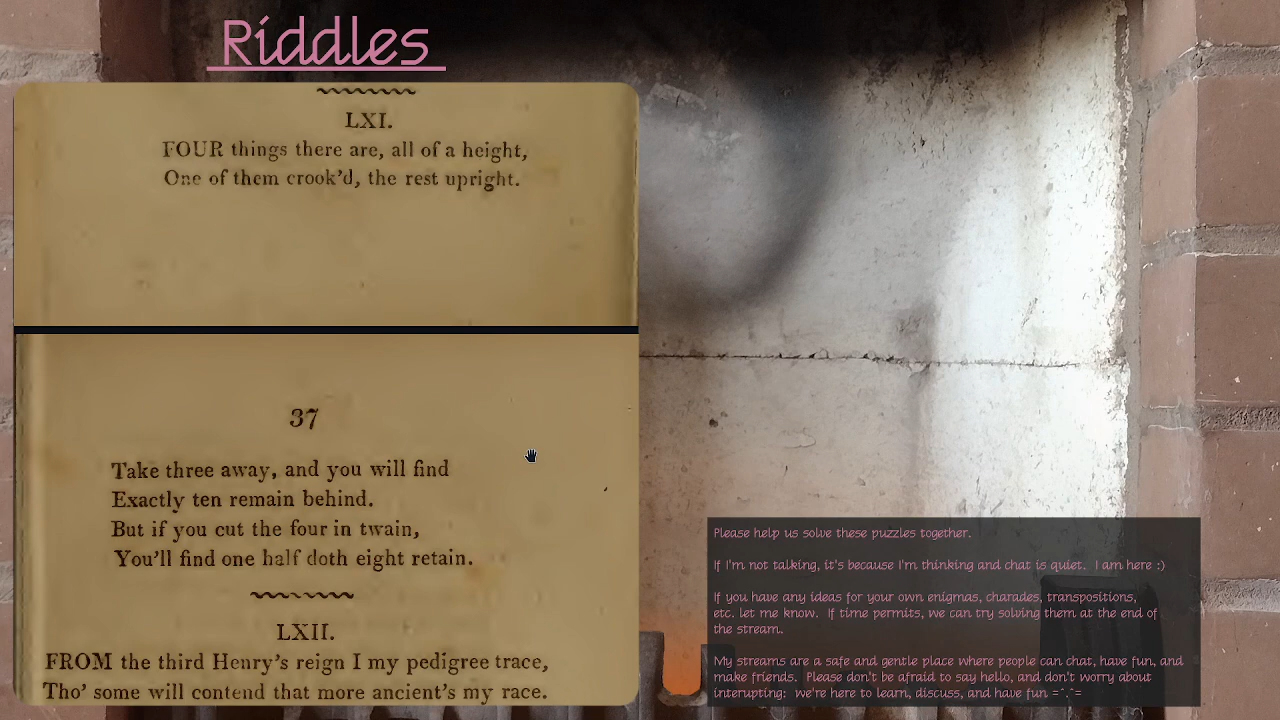 Riddles
LXI.
FOUR things there are, all of a height,
One of them crook'd, the rest upright.
37
Take three away, and you will find
Exactly ten remain behind.
But if you cut the four in twain,
You'll find one half doth eight retain.
LXII.
FROM the third Henry's reign I my pedigree trace,
Tho' some will contend that more ancient's my race.
Please help us solve these puzzles together.
If I'm not talking, it's because I'm thinking and chat is quiet. I am here :)
If you have any ideas for your own enigmas, charades, transpositions,
etc. let me know. If time permits, we can try solving them at the end of
the stream.
My streams are a safe and gentle place where people can chat, have fun, and
make friends. Please don't be afraid to say hello, and don't worry about
interupting: we're here to learn, discuss, and have fun =^.^=